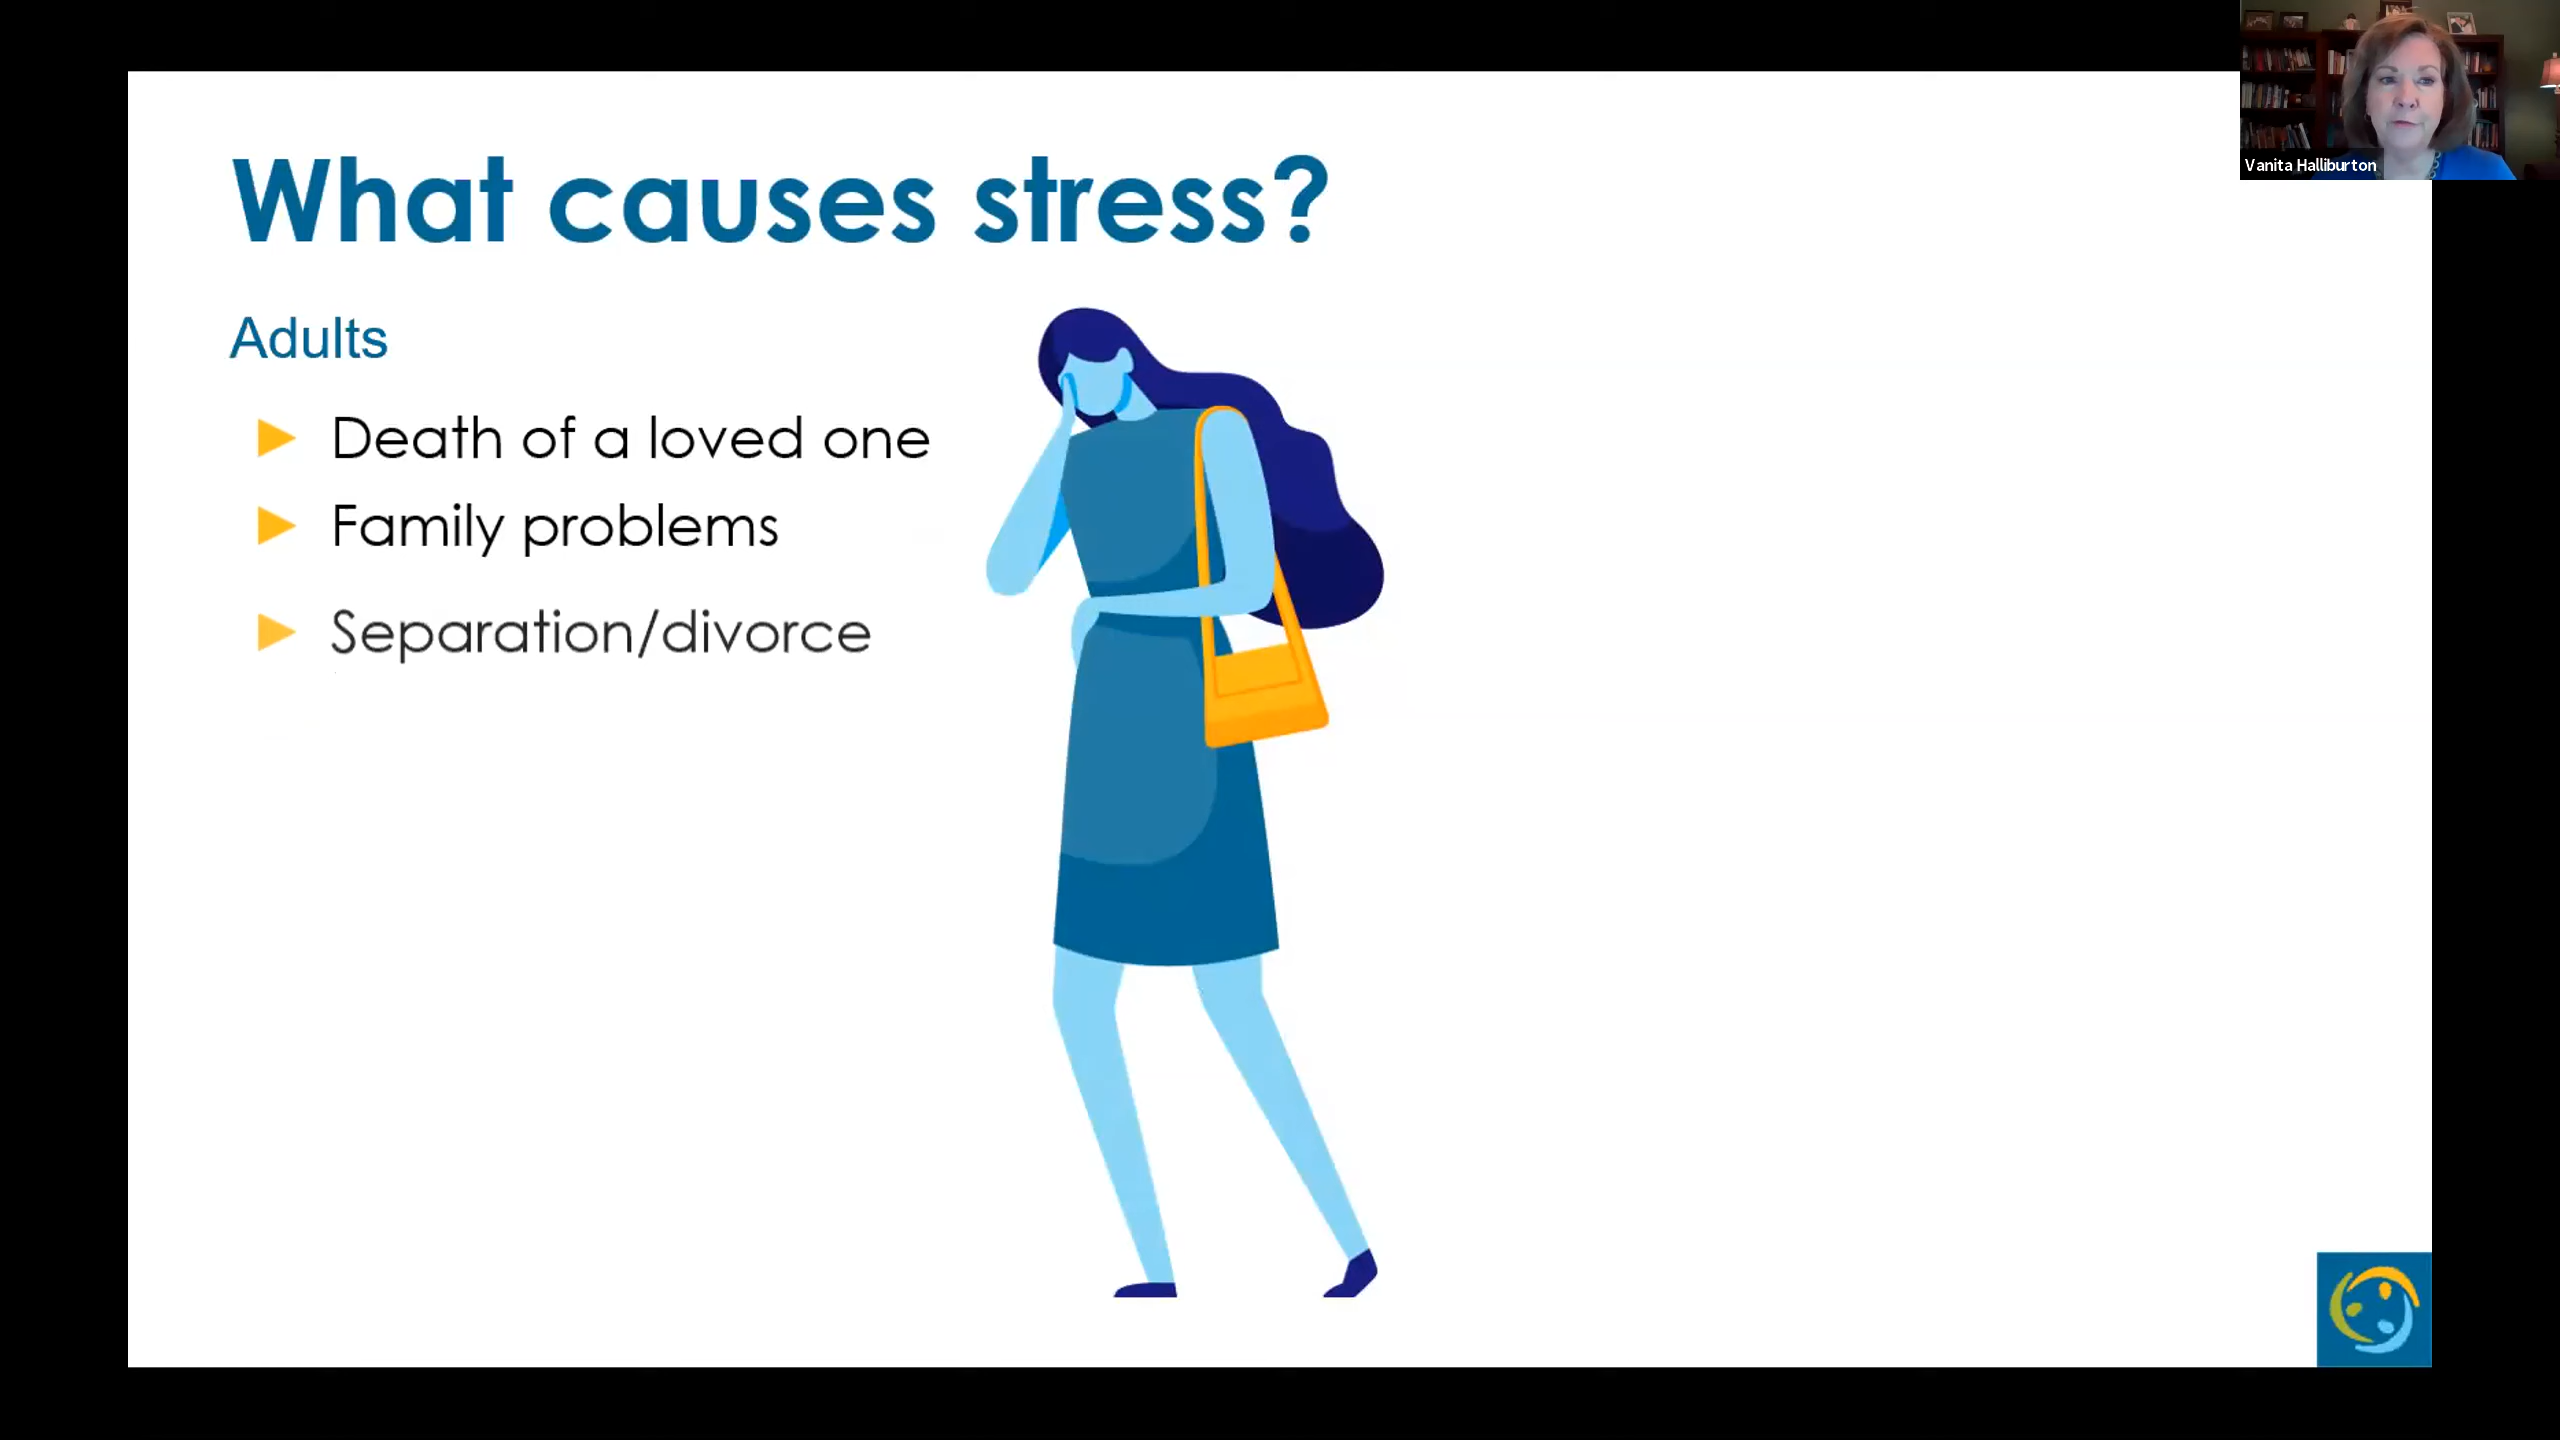 What causes stress?
Adults
Death of a loved one
Family problems
Separation/divorce
Vanita Halliburton